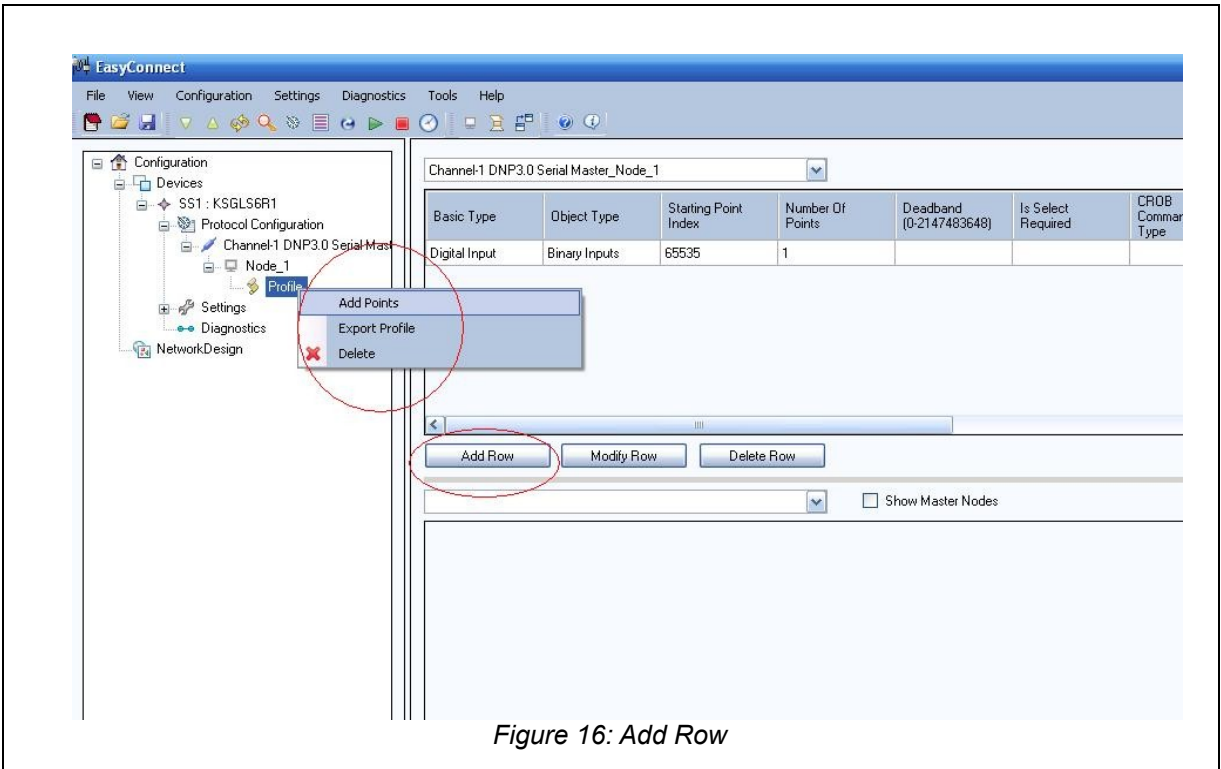 EasyConnect
File View Configuration Settings Diagnostics Tools Help
Configuration
Devices
SS1 : KSGLS6R1
Protocol Configuration
Channel-1 DNP3.0 Serial Mast
Node_1
Profile
Settings
Diagnostics
NetworkDesign
Add Points
Export Profile
Delete
Channel-1 DNP3.0 Serial Master_Node_1
Basic Type Object Type Starting Point Index Number Of Points Deadband (0-2147483648) Is Select Required CROB Commar Type
Digital Input Binary Inputs 65535 1
Add Row Modify Row Delete Row
Show Master Nodes
Figure 16: Add Row